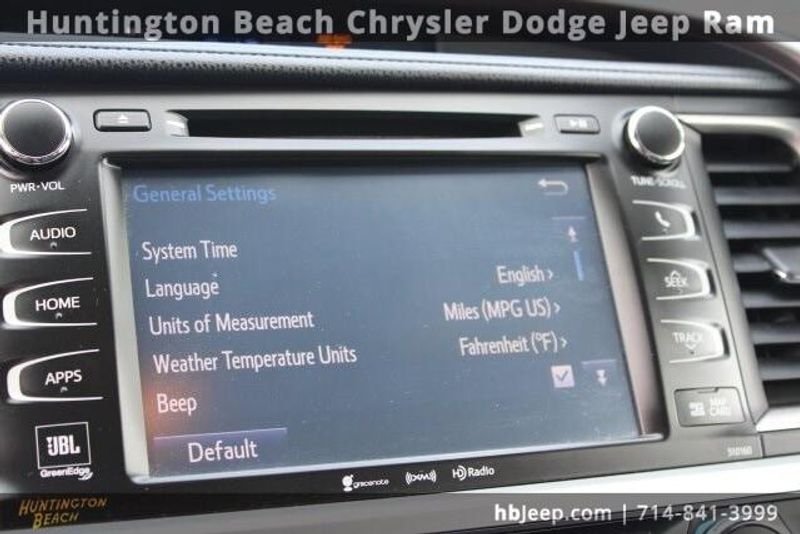 Huntington Beach Chrysler Dodge Jeep Ram
PWR•VOL
TUNE•SCROLL
AUDIO
HOME
APPS
JBL
GreenEdge
General Settings
System Time
Language English >
Units of Measurement Miles (MPG US) >
Weather Temperature Units Fahrenheit (°F) >
Beep
Default
SEEK
TRACK
MAP
CARD
510160
gracenote
((XM))
HD Radio
HUNTINGTON
BEACH
hbjeep.com | 714-841-3999